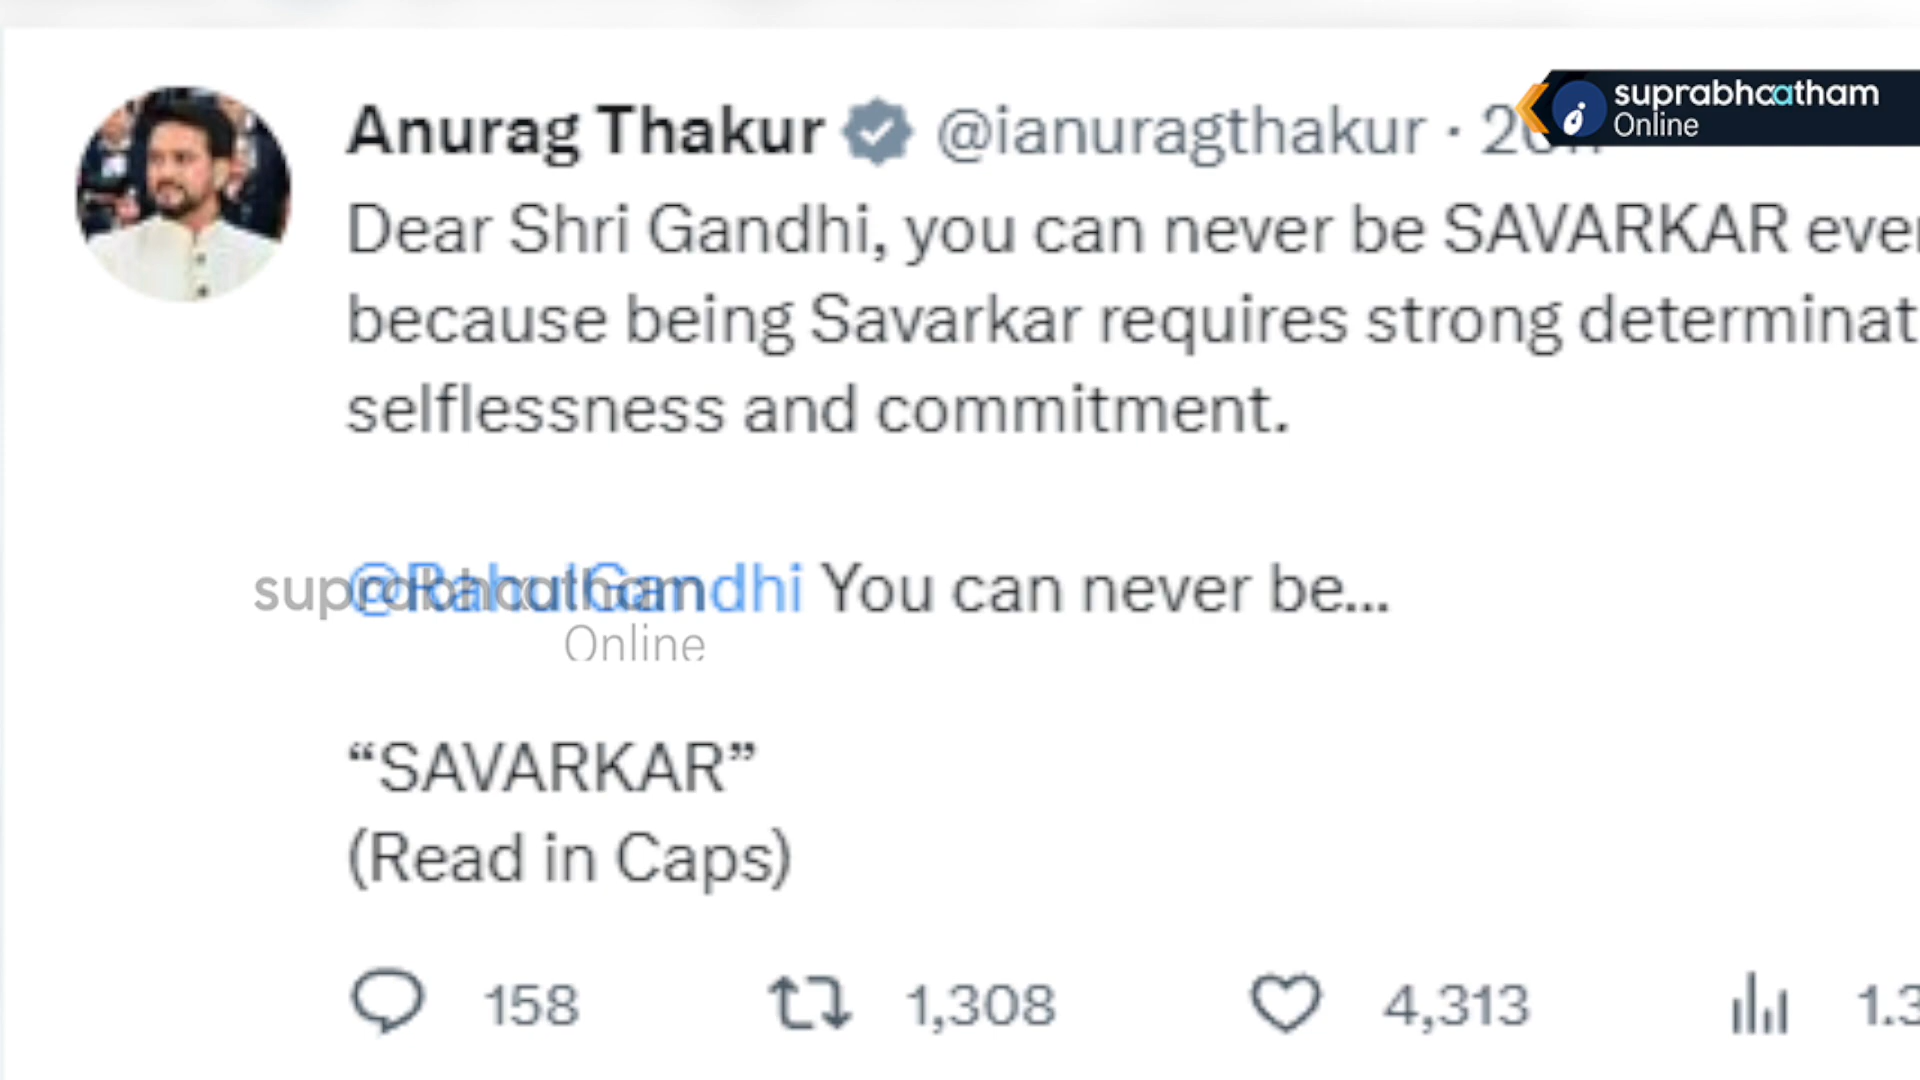 suprabhaatham
Online
Anurag Thakur @ianuragthakur ·
Dear Shri Gandhi, you can never be SAVARKAR
because being Savarkar requires strong
selflessness and commitment.
@RahulGandhi You can never be...
suprabhaatham
Online
“SAVARKAR”
(Read in Caps)
158 1,308 4,313